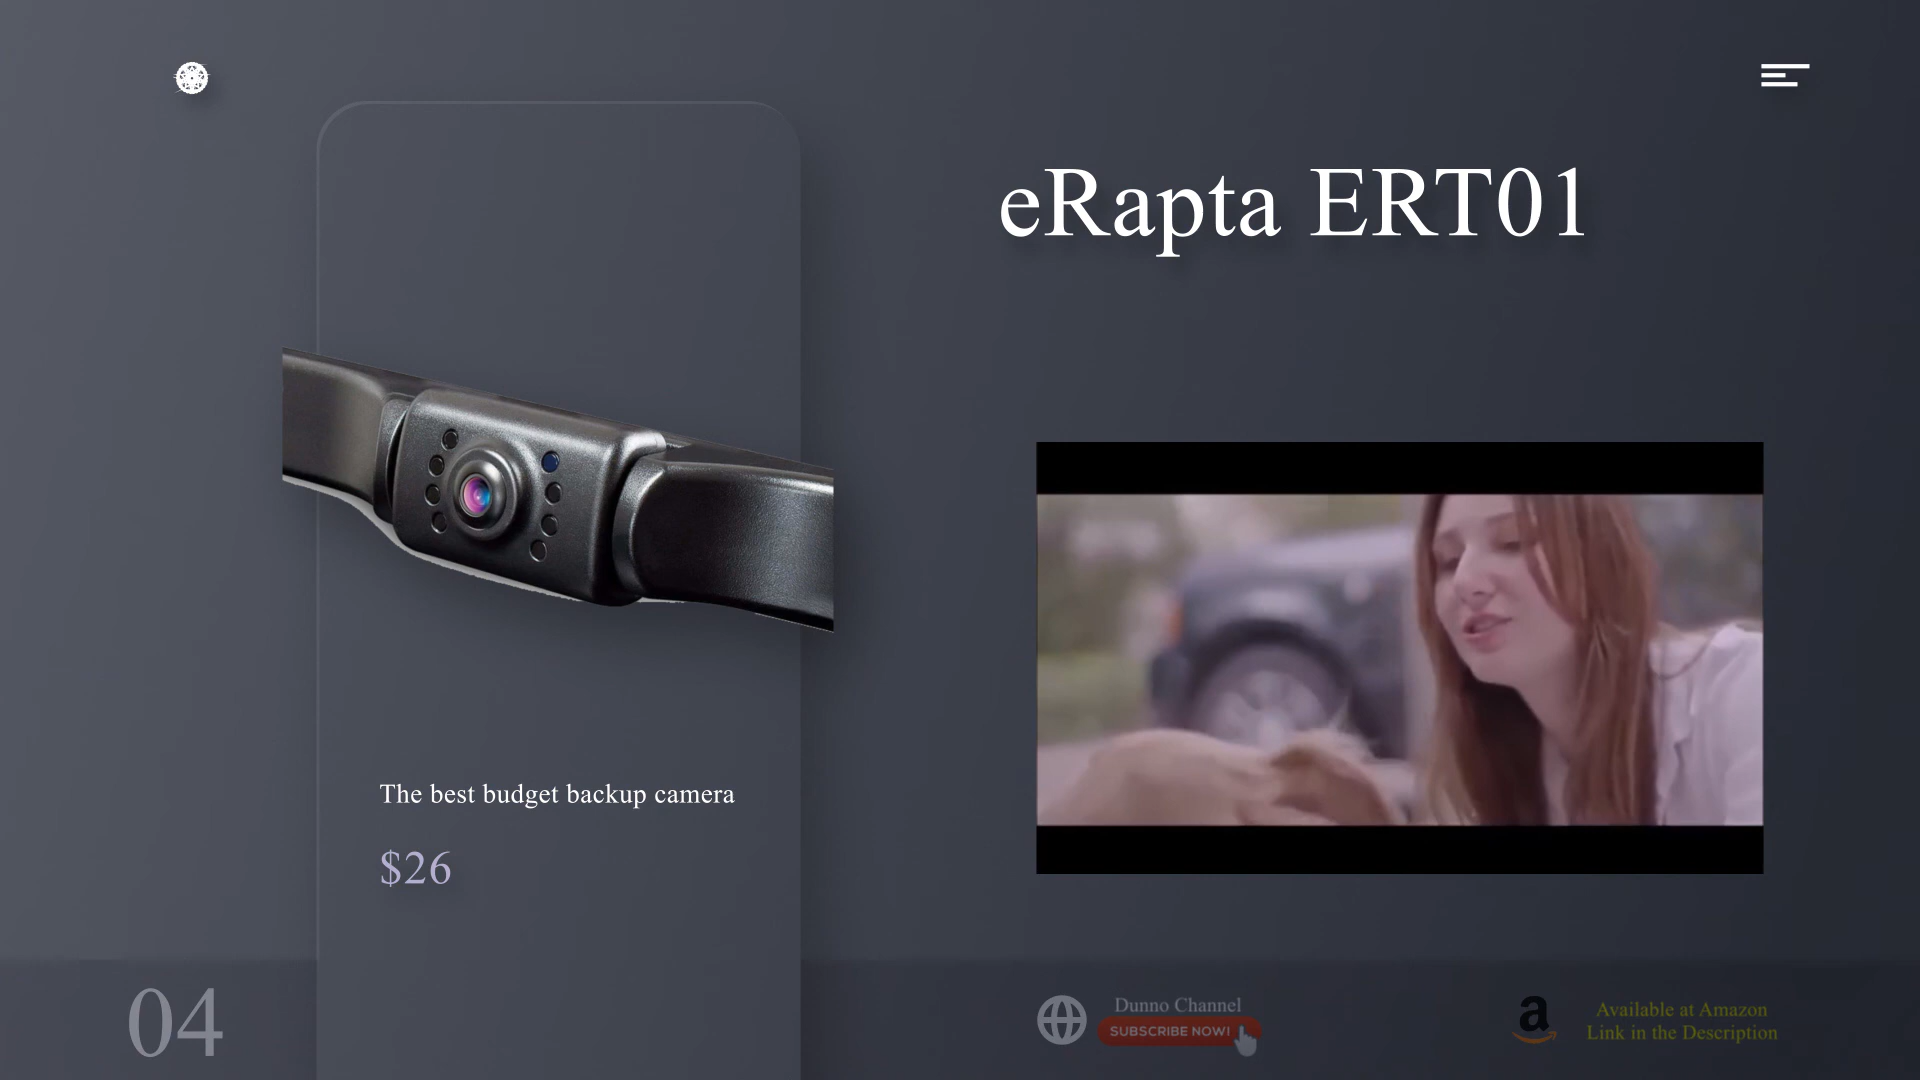 eRapta ERT01
The best budget backup camera
$26
04
Dunno Channel
SUBSCRIBE NOW!
a
Available at Amazon
Link in the Description